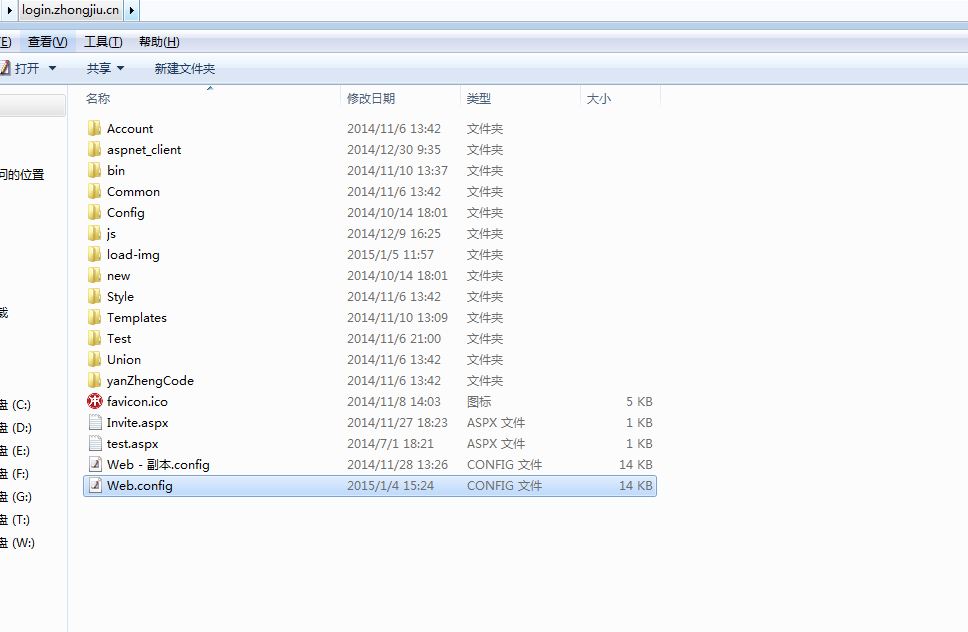 login.zhongjiu.cn
E) 查看(V) 工具(T) 帮助(H)
打开 共享 新建文件夹
名称 修改日期 类型 大小
Account 2014/11/6 13:42 文件夹
aspnet_client 2014/12/30 9:35 文件夹
问的位置 bin 2014/11/10 13:37 文件夹
Common 2014/11/6 13:42 文件夹
Config 2014/10/14 18:01 文件夹
js 2014/12/9 16:25 文件夹
load-img 2015/1/5 11:57 文件夹
new 2014/10/14 18:01 文件夹
Style 2014/11/6 13:42 文件夹
载 Templates 2014/11/10 13:09 文件夹
Test 2014/11/6 21:00 文件夹
Union 2014/11/6 13:42 文件夹
yanZhengCode 2014/11/6 13:42 文件夹
盘 (C:) favicon.ico 2014/11/8 14:03 图标 5 KB
盘 (D:) Invite.aspx 2014/11/27 18:23 ASPX 文件 1 KB
盘 (E:) test.aspx 2014/7/1 18:21 ASPX 文件 1 KB
盘 (F:) Web - 副本.config 2014/11/28 13:26 CONFIG 文件 14 KB
盘 (G:) Web.config 2015/1/4 15:24 CONFIG 文件 14 KB
盘 (T:)
盘 (W:)